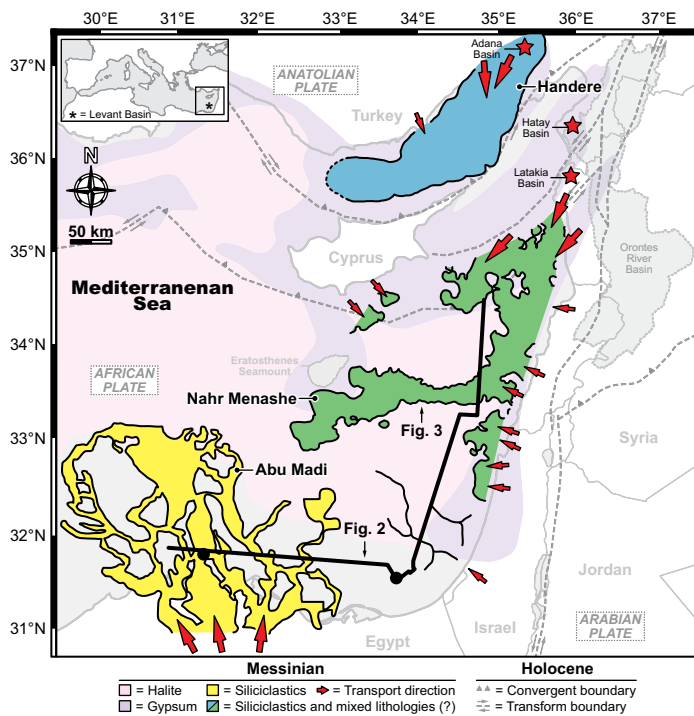 31°E 32°E 33°E 34°E 35°E 36°E 37°E
37°N
36°N
35°N
34°N
33°N
32°N
31°N
* = Levant Basin
*
ANATOLIAN
PLATE
Adana
Basin
Handere
Turkey
Hatay
Basin
Latakia
Basin
N
50 km
Cyprus
Orontes
River
Basin
Mediterranenan
Sea
Eratosthenes
Seamount
AFRICAN
PLATE
Nahr Menashe
Fig. 3
Syria
Abu Madi
Fig. 2
Jordan
Israel
Egypt
ARABIAN
PLATE
Messinian
Holocene
= Halite
= Siliciclastics
= Transport direction
= Convergent boundary
= Gypsum
= Siliciclastics and mixed lithologies (?)
= Transform boundary